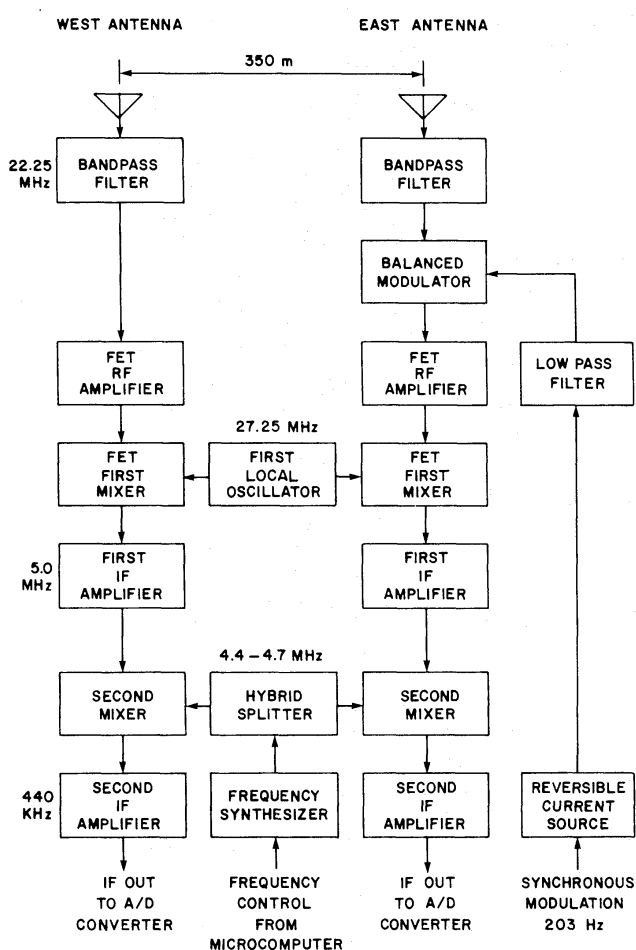 WEST ANTENNA
EAST ANTENNA
350 m
22.25
MHz
BANDPASS
FILTER
BANDPASS
FILTER
BALANCED
MODULATOR
FET
RF
AMPLIFIER
FET
RF
AMPLIFIER
LOW PASS
FILTER
27.25 MHz
FET
FIRST
MIXER
FIRST
LOCAL
OSCILLATOR
FET
FIRST
MIXER
5.0
MHz
FIRST
IF
AMPLIFIER
FIRST
IF
AMPLIFIER
4.4 – 4.7 MHz
SECOND
MIXER
HYBRID
SPLITTER
SECOND
MIXER
440
KHz
SECOND
IF
AMPLIFIER
FREQUENCY
SYNTHESIZER
SECOND
IF
AMPLIFIER
REVERSIBLE
CURRENT
SOURCE
IF OUT
TO A/D
CONVERTER
FREQUENCY
CONTROL
FROM
MICROCOMPUTER
IF OUT
TO A/D
CONVERTER
SYNCHRONOUS
MODULATION
203 Hz